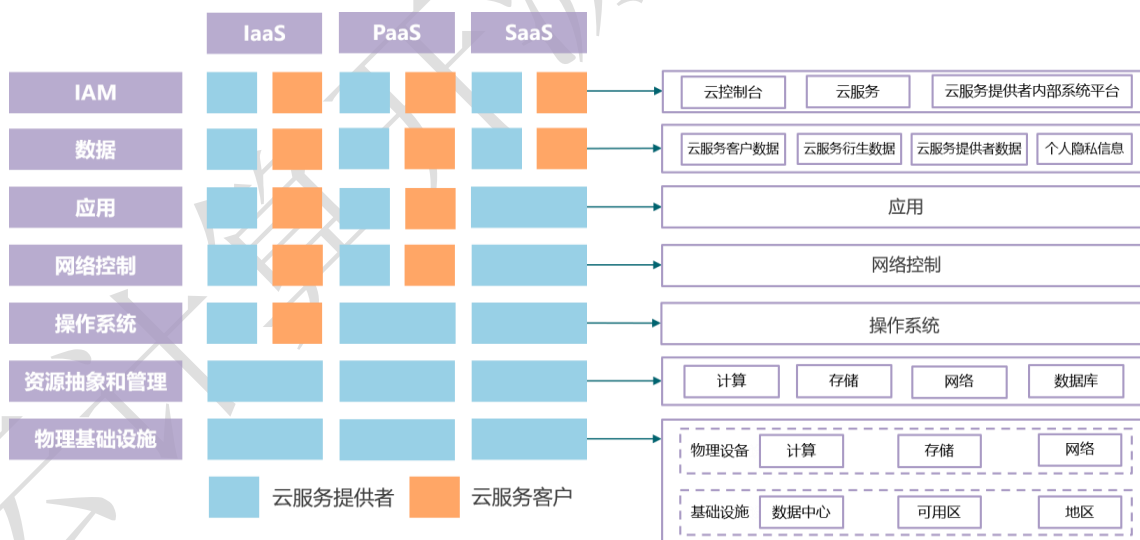 IaaS PaaS SaaS
IAM 云控制台 云服务 云服务提供者内部系统平台
数据 云服务客户数据 云服务衍生数据 云服务提供者数据 个人隐私信息
应用 应用
网络控制 网络控制
操作系统 操作系统
资源抽象和管理 计算 存储 网络 数据库
物理基础设施 物理设备 计算 存储 网络
云服务提供者 云服务客户 基础设施 数据中心 可用区 地区